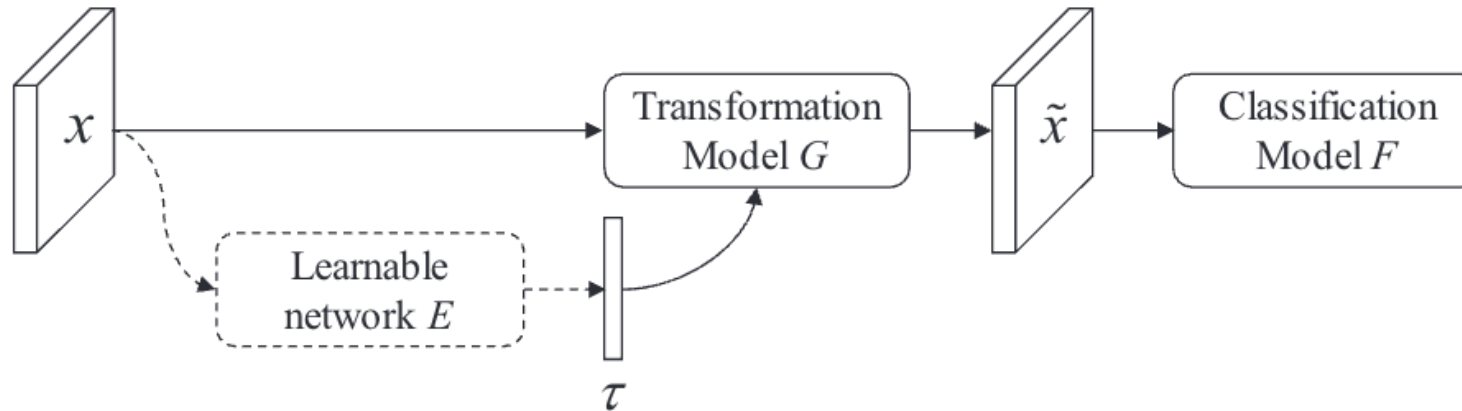 x
Transformation
Model G
x̃
Classification
Model F
Learnable
network E
τ